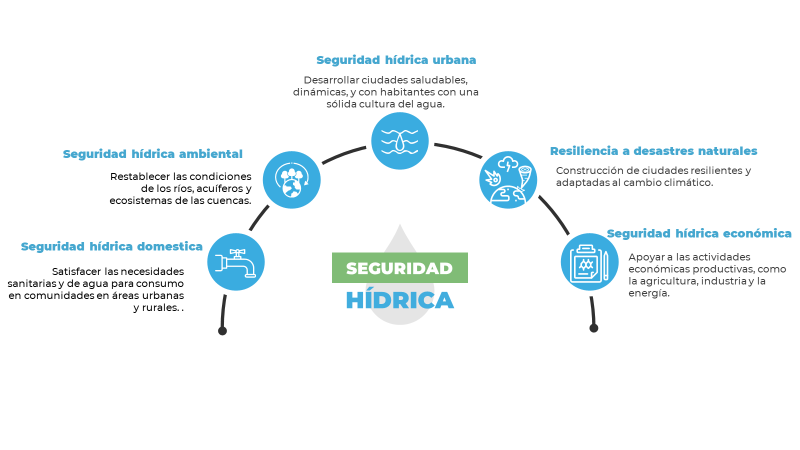 Seguridad hídrica urbana
Desarrollar ciudades saludables,
dinámicas, y con habitantes con una
sólida cultura del agua.
Seguridad hídrica ambiental
Restablecer las condiciones
de los ríos, acuíferos y
ecosistemas de las cuencas.
Resiliencia a desastres naturales
Construcción de ciudades resilientes y
adaptadas al cambio climático.
Seguridad hídrica domestica
Satisfacer las necesidades
sanitarias y de agua para consumo
en comunidades en áreas urbanas
y rurales. .
Seguridad hídrica económica
Apoyar a las actividades
económicas productivas, como
la agricultura, industria y la
energía.
SEGURIDAD
HÍDRICA